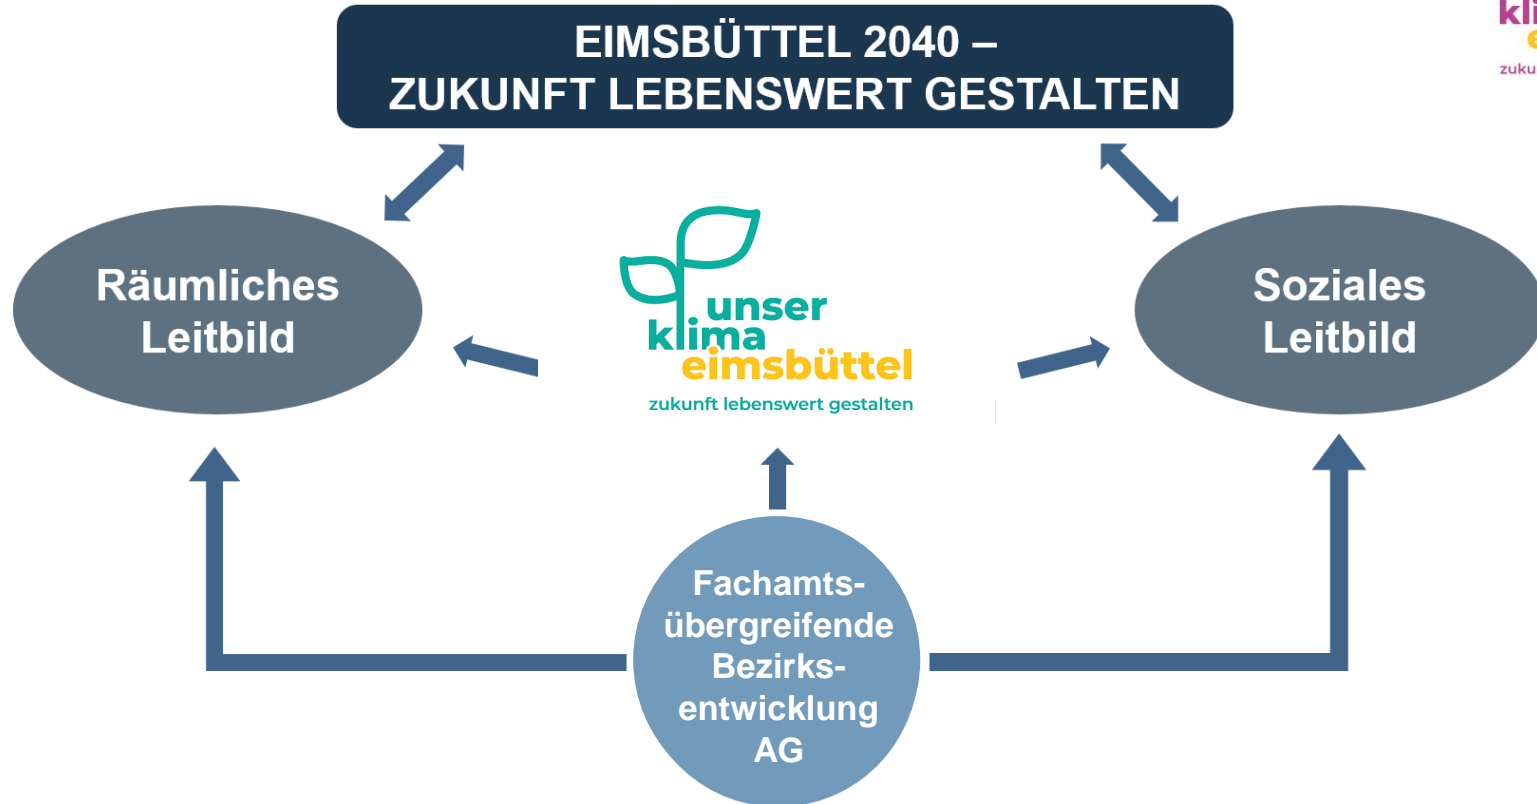 EIMSBÜTTEL 2040 –
ZUKUNFT LEBENSWERT GESTALTEN
Räumliches
Leitbild
unser
klima
eimsbüttel
zukunft lebenswert gestalten
Soziales
Leitbild
Fachamts-
übergreifende
Bezirks-
entwicklung
AG